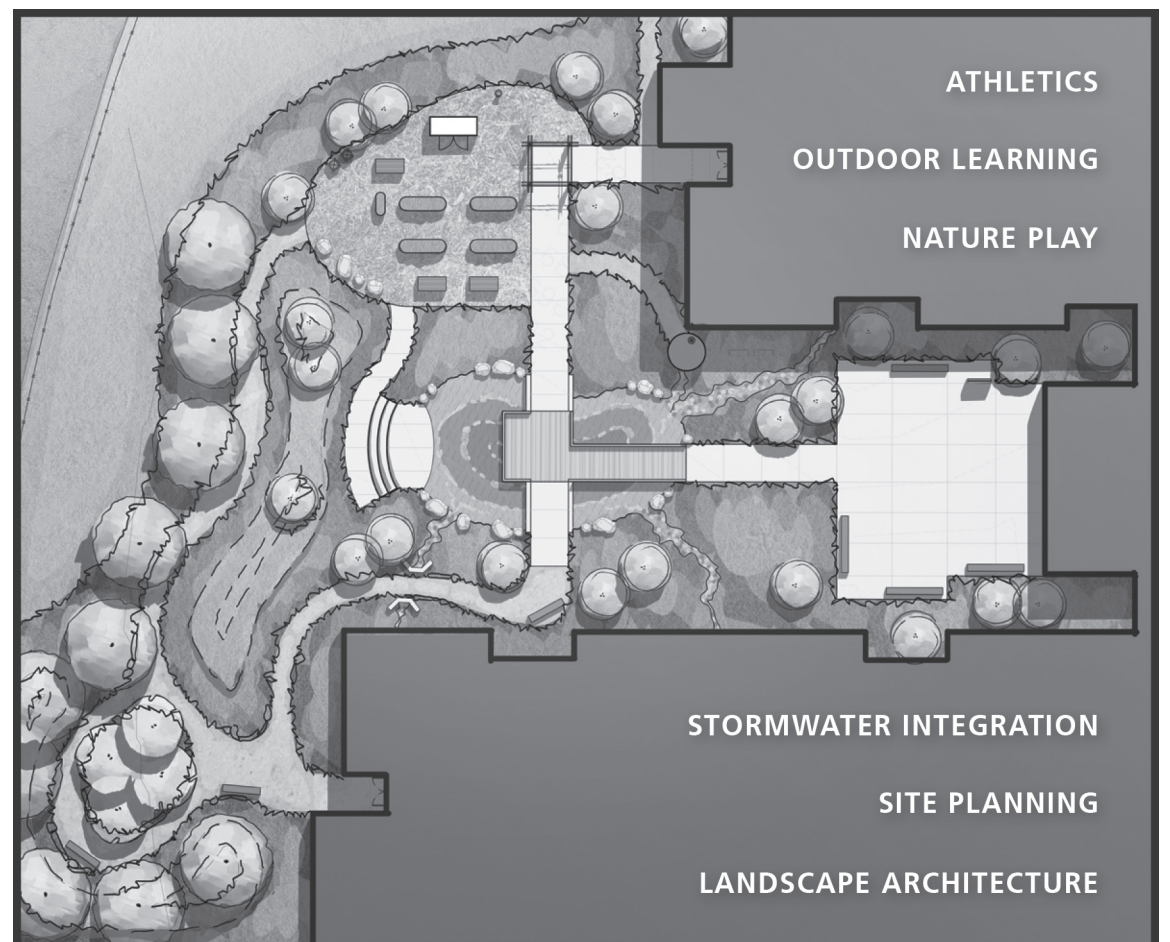 ATHLETICS
OUTDOOR LEARNING
NATURE PLAY
STORMWATER INTEGRATION
SITE PLANNING
LANDSCAPE ARCHITECTURE